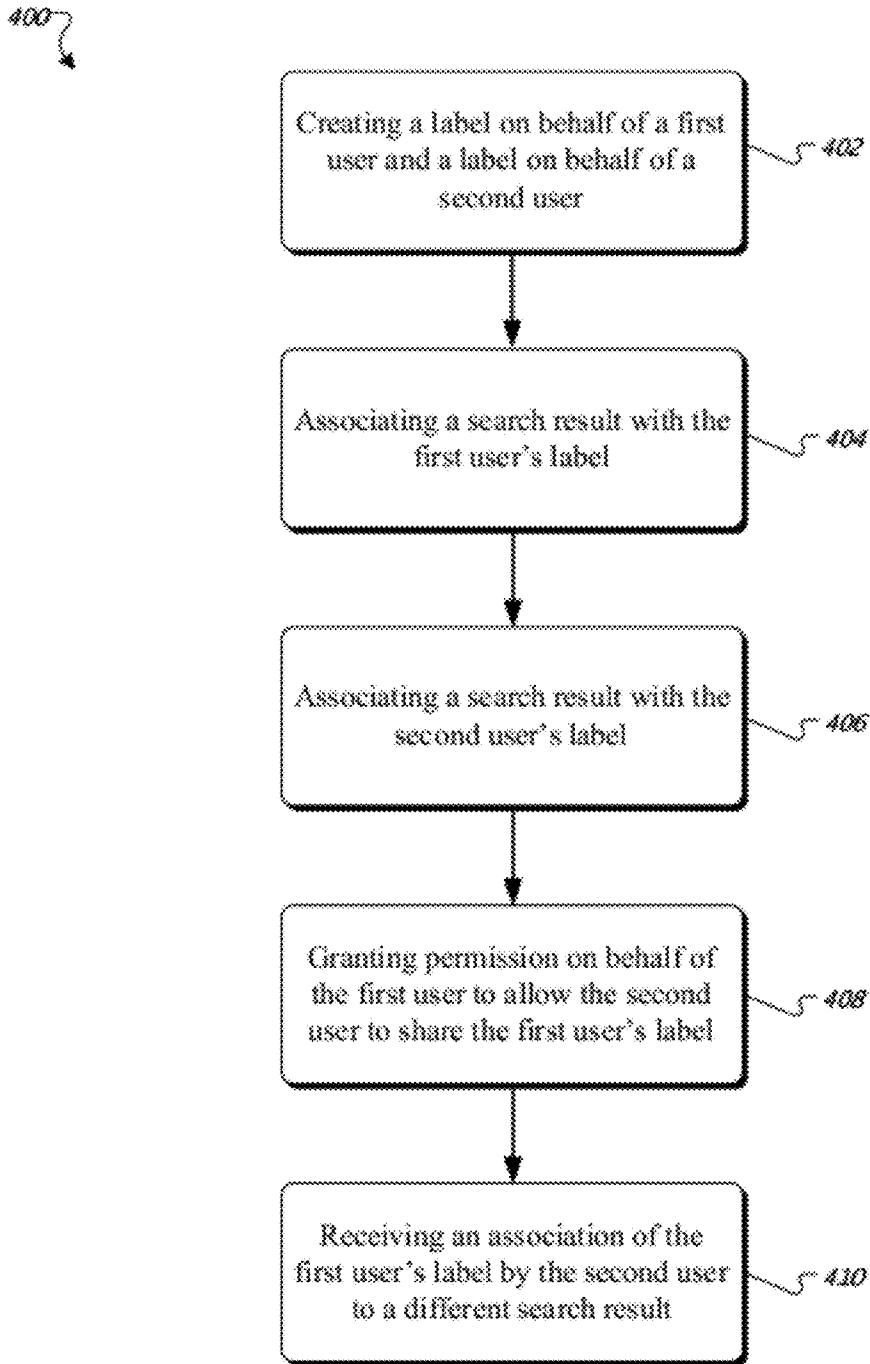 400
Creating a label on behalf of a first
user and a label on behalf of a
second user
402
Associating a search result with the
first user's label
404
Associating a search result with the
second user's label
406
Granting permission on behalf of
the first user to allow the second
user to share the first user's label
408
Receiving an association of the
first user's label by the second user
to a different search result
410